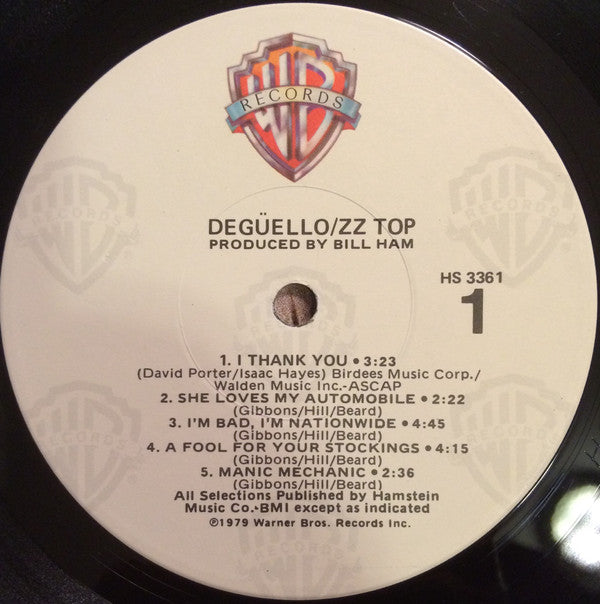 WB
RECORDS
DEGÜELLO/ZZ TOP
PRODUCED BY BILL HAM
HS 3361
1
1. I THANK YOU • 3:23
(David Porter/Isaac Hayes) Birdees Music Corp./
Walden Music Inc.-ASCAP
2. SHE LOVES MY AUTOMOBILE • 2:22
(Gibbons/Hill/Beard)
3. I'M BAD, I'M NATIONWIDE • 4:45
(Gibbons/Hill/Beard)
4. A FOOL FOR YOUR STOCKINGS • 4:15
(Gibbons/Hill/Beard)
5. MANIC MECHANIC • 2:36
(Gibbons/Hill/Beard)
All Selections Published by Hamstein
Music Co.-BMI except as indicated
©1979 Warner Bros. Records Inc.